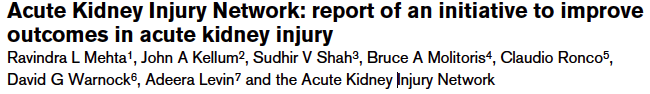 Acute Kidney Injury Network: report of an initiative to improve
outcomes in acute kidney injury
Ravindra L Mehta¹, John A Kellum², Sudhir V Shah³, Bruce A Molitoris⁴, Claudio Ronco⁵,
David G Warnock⁶, Adeera Levin⁷ and the Acute Kidney Injury Network